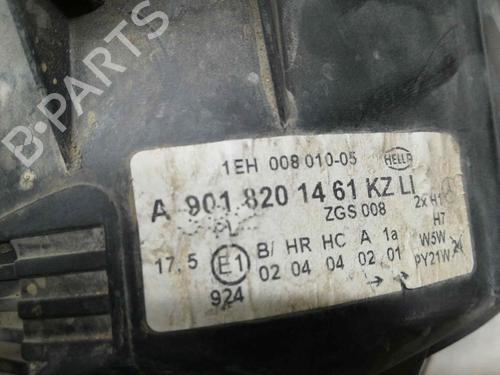 B-PARTS
1EH 008 010-05 HELLA
A 901 820 14 61 KZ LI
ZGS 008 2x H1
H7
17,5 E1 B/ HR HC A 1a W5W
02 04 04 02 01 PY21W
924